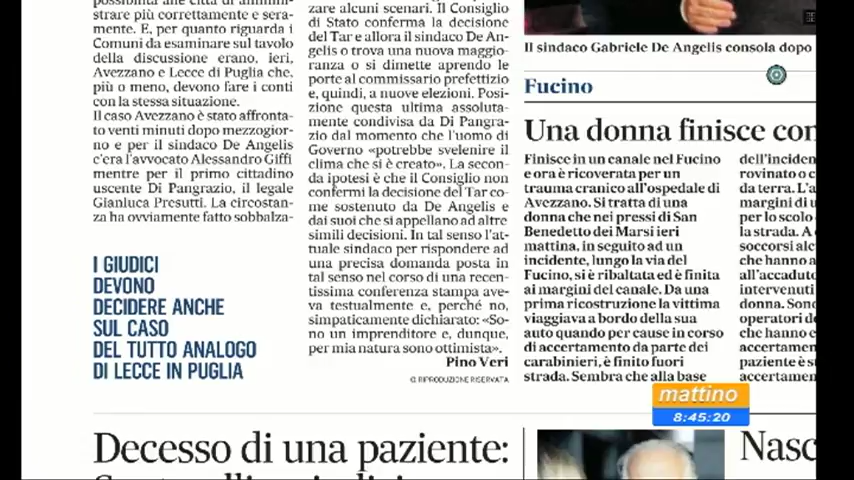 strare più correttamente e sera-
mente. E, per quanto riguarda i
Comuni da esaminare sul tavolo
della discussione erano, ieri,
Avezzano e Lecce di Puglia che,
più o meno, devono fare i conti
con la stessa situazione.
Il caso Avezzano è stato affronta-
to venti minuti dopo mezzogior-
no e per il sindaco De Angelis
c'era l'avvocato Alessandro Giffi
mentre per il primo cittadino
uscente Di Pangrazio, il legale
Gianluca Presutti. La circostan-
za ha ovviamente fatto sobbalza-
I GIUDICI
DEVONO
DECIDERE ANCHE
SUL CASO
DEL TUTTO ANALOGO
DI LECCE IN PUGLIA
zare alcuni scenari. Il Consiglio
di Stato conferma la decisione
del Tar e allora il sindaco De An-
gelis o trova una nuova maggio-
ranza o si dimette aprendo le
porte al commissario prefettizio
e, quindi, a nuove elezioni. Posi-
zione questa ultima assoluta-
mente condivisa da Di Pangra-
zio dal momento che l'uomo di
Governo «potrebbe svelenire il
clima che si è creato». La secon-
da ipotesi è che il Consiglio non
confermi la decisione del Tar co-
me sostenuto da De Angelis e
dai suoi che si appellano ad altre
simili decisioni. In tal senso l'at-
tuale sindaco per rispondere ad
una precisa domanda posta in
tal senso nel corso di una recen-
tissima conferenza stampa ave-
va testualmente e, perché no,
simpaticamente dichiarato: «So-
no un imprenditore e, dunque,
per mia natura sono ottimista».
Pino Veri
© RIPRODUZIONE RISERVATA
Il sindaco Gabriele De Angelis consola dopo
Fucino
Una donna finisce con
Finisce in un canale nel Fucino
e ora è ricoverata per un
trauma cranico all'ospedale di
Avezzano. Si tratta di una
donna che nei pressi di San
Benedetto dei Marsi ieri
mattina, in seguito ad un
incidente, lungo la via del
Fucino, si è ribaltata ed è finita
ai margini del canale. Da una
prima ricostruzione la vittima
viaggiava a bordo della sua
auto quando per cause in corso
di accertamento da parte dei
carabinieri, è finito fuori
strada. Sembra che alla base
dell'inciden
rovinato o c
da terra. L'a
margini di u
per lo scolo
la strada. A
soccorsi alc
che hanno a
all'accaduto
intervenuti
donna. Sono
operatori de
che hanno e
accertamen
paziente è s
accertamen
mattino
8:45:20
Decesso di una paziente:
Nasc